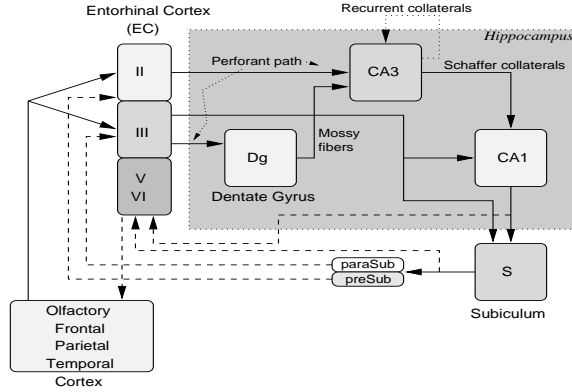 Recurrent collaterals
Entorhinal Cortex
(EC)
Hippocampus
II
Perforant path
CA3
Schaffer collaterals
III
Mossy
fibers
Dg
CA1
Dentate Gyrus
V
VI
paraSub
preSub
S
Subiculum
Olfactory
Frontal
Parietal
Temporal
Cortex